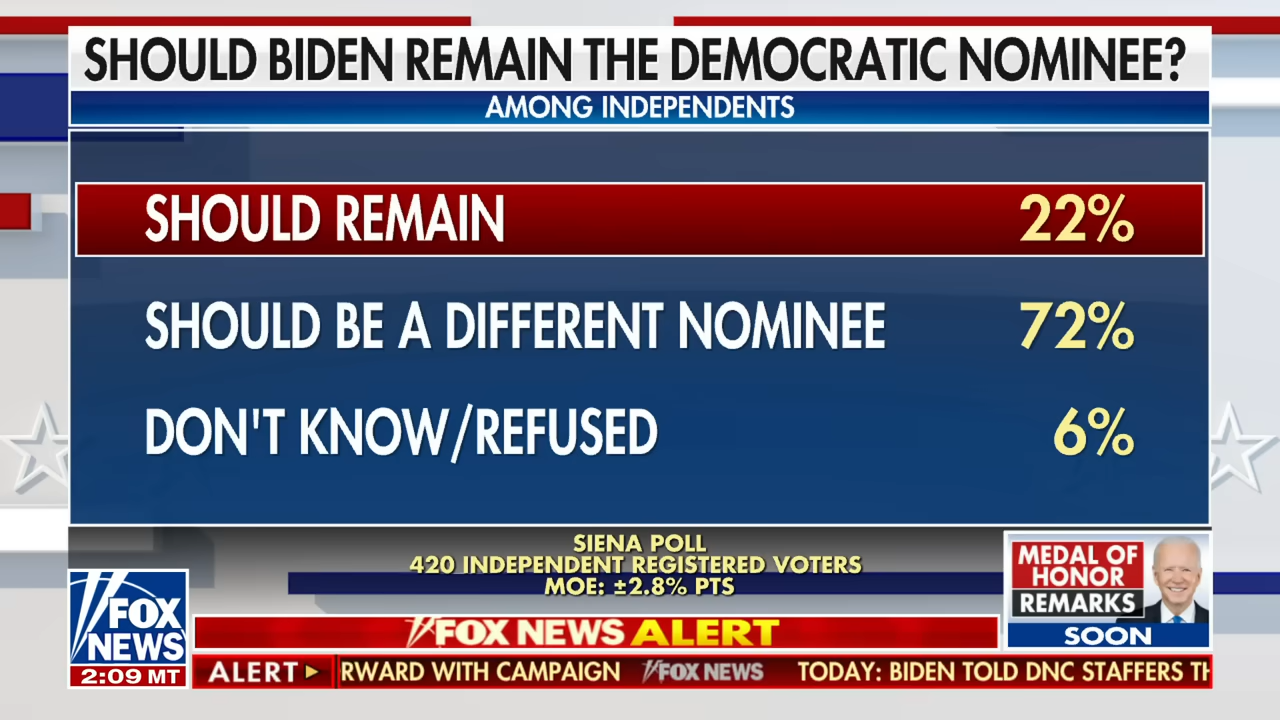 SHOULD BIDEN REMAIN THE DEMOCRATIC NOMINEE?
AMONG INDEPENDENTS
SHOULD REMAIN 22%
SHOULD BE A DIFFERENT NOMINEE 72%
DON'T KNOW/REFUSED 6%
SIENA POLL
420 INDEPENDENT REGISTERED VOTERS
MOE: ±2.8% PTS
MEDAL OF
HONOR
REMARKS
SOON
FOX
NEWS
2:09 MT
FOX NEWS ALERT
ALERT RWARD WITH CAMPAIGN FOX NEWS TODAY: BIDEN TOLD DNC STAFFERS TH